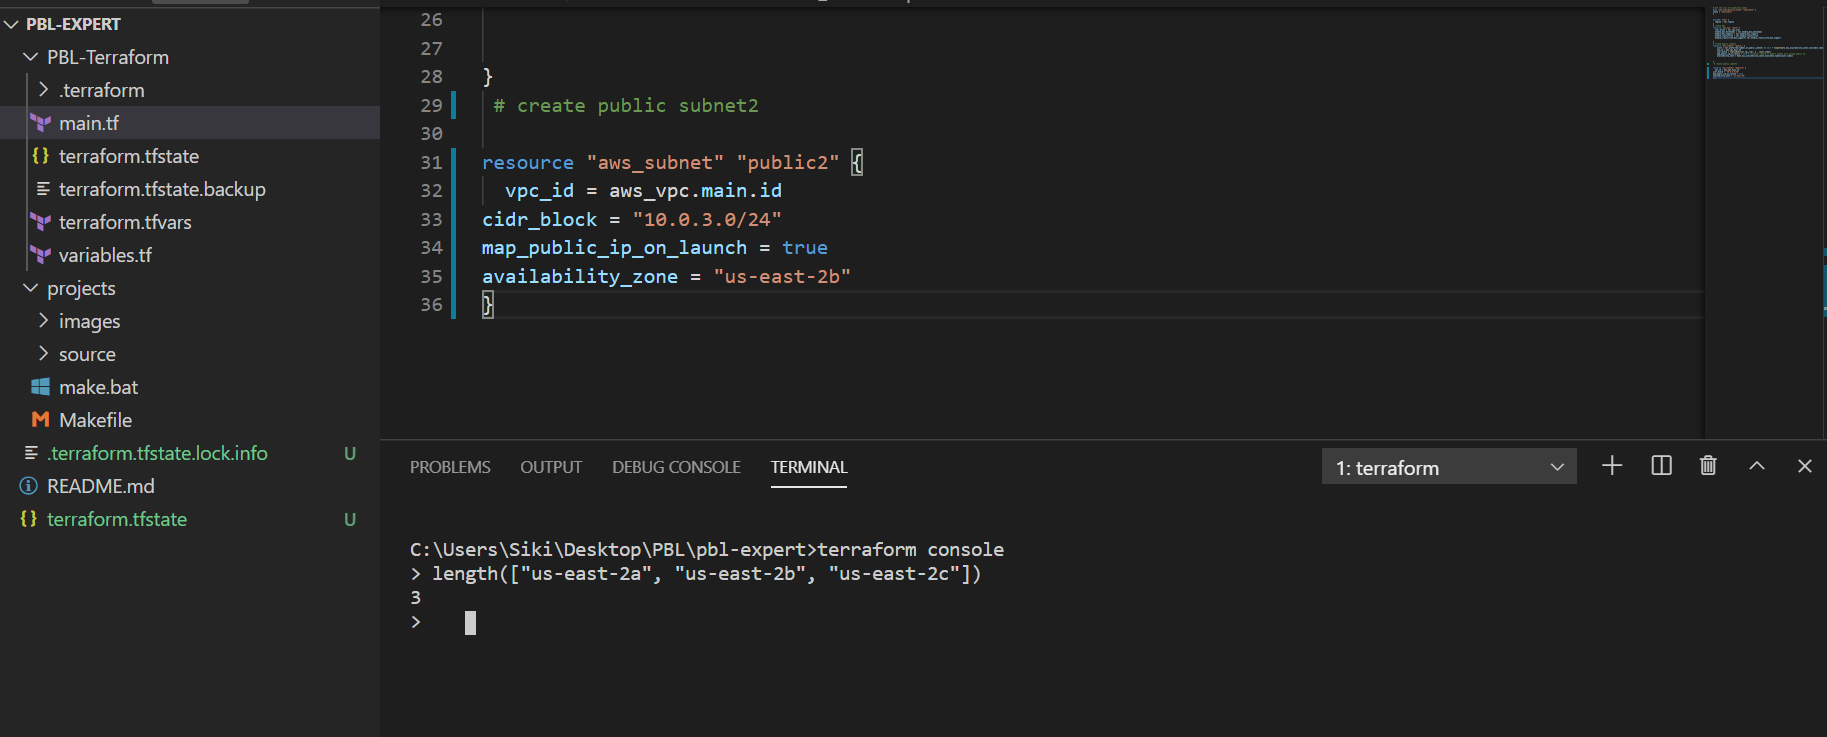 PBL-EXPERT
PBL-Terraform
.terraform
main.tf
{} terraform.tfstate
terraform.tfstate.backup
terraform.tfvars
variables.tf
projects
images
source
make.bat
M Makefile
.terraform.tfstate.lock.info U
README.md
{} terraform.tfstate U
26
27
28 }
29 # create public subnet2
30
31 resource "aws_subnet" "public2" {
32 vpc_id = aws_vpc.main.id
33 cidr_block = "10.0.3.0/24"
34 map_public_ip_on_launch = true
35 availability_zone = "us-east-2b"
36 }
PROBLEMS OUTPUT DEBUG CONSOLE TERMINAL 1: terraform
C:\Users\Siki\Desktop\PBL\pbl-expert>terraform console
> length(["us-east-2a", "us-east-2b", "us-east-2c"])
3
>